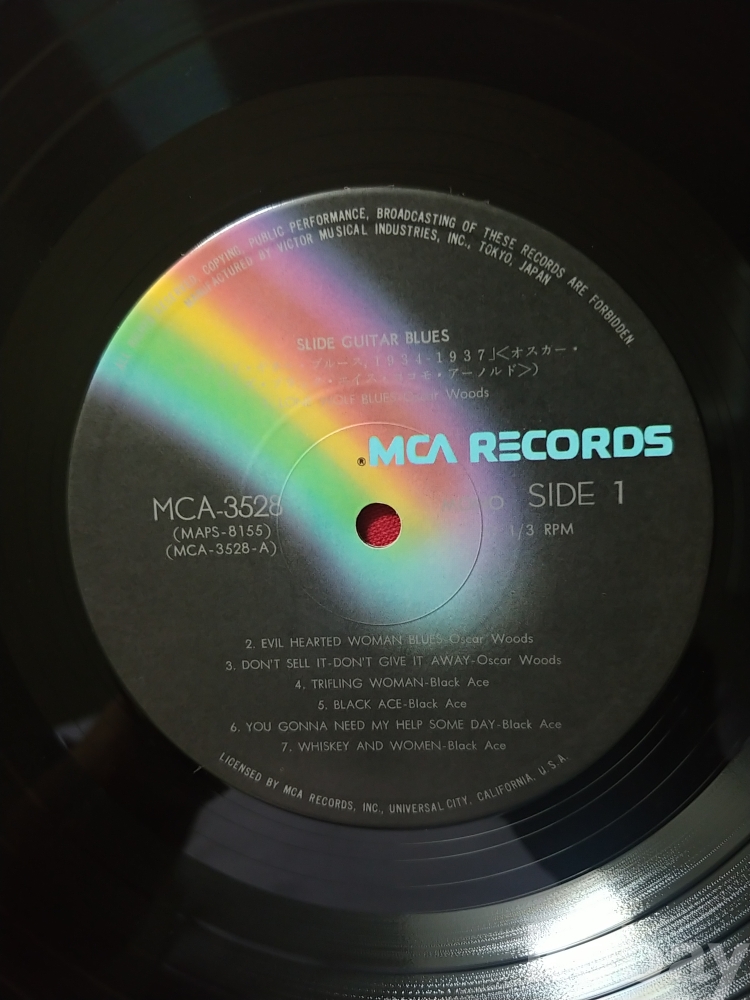 COPYING, PUBLIC PERFORMANCE, BROADCASTING OF THESE RECORDS ARE FORBIDDEN.
MANUFACTURED BY VICTOR MUSICAL INDUSTRIES, INC., TOKYO, JAPAN
SLIDE GUITAR BLUES
ブルース, 1934-1937」<オスカー・
アーノルド>)
BLUES-Oscar Woods
® MCA RECORDS
MCA-3528
SIDE 1
(MAPS-8155)
1/3 RPM
(MCA-3528-A)
2. EVIL HEARTED WOMAN BLUES-Oscar Woods
3. DON'T SELL IT-DON'T GIVE IT AWAY-Oscar Woods
4. TRIFLING WOMAN-Black Ace
5. BLACK ACE-Black Ace
6. YOU GONNA NEED MY HELP SOME DAY-Black Ace
7. WHISKEY AND WOMEN-Black Ace
LICENSED BY MCA RECORDS, INC., UNIVERSAL CITY, CALIFORNIA, U.S.A.